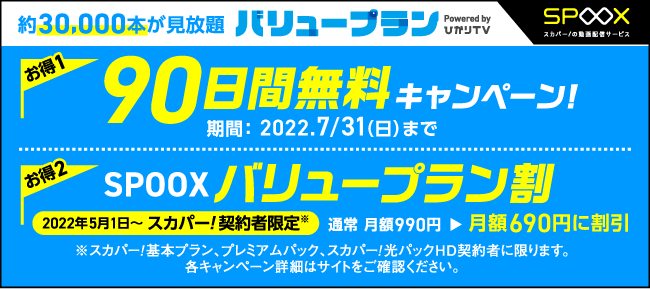 約30,000本が見放題 バリュープラン Powered by ひかりTV
SPOOX
スカパー!の動画配信サービス
お得1
90日間無料キャンペーン!
期間: 2022.7/31(日)まで
お得2
SPOOX バリュープラン割
2022年5月1日〜 スカパー!契約者限定※ 通常 月額990円 ▶ 月額690円に割引
※スカパー!基本プラン、プレミアムパック、スカパー!光パックHD契約者に限ります。
各キャンペーン詳細はサイトをご確認ください。